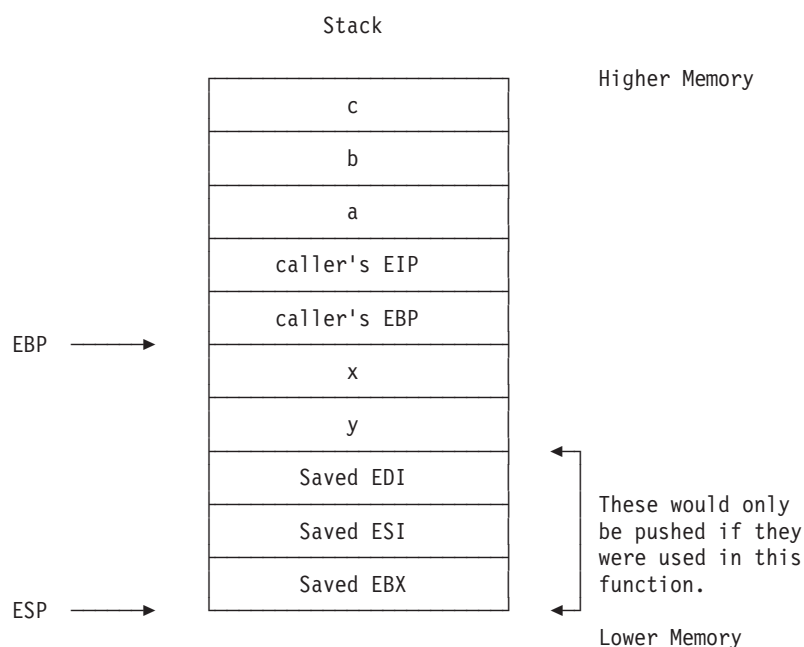 Stack
Higher Memory
c
b
a
caller's EIP
caller's EBP
EBP
x
y
Saved EDI
These would only
be pushed if they
were used in this
function.
Saved ESI
Saved EBX
ESP
Lower Memory